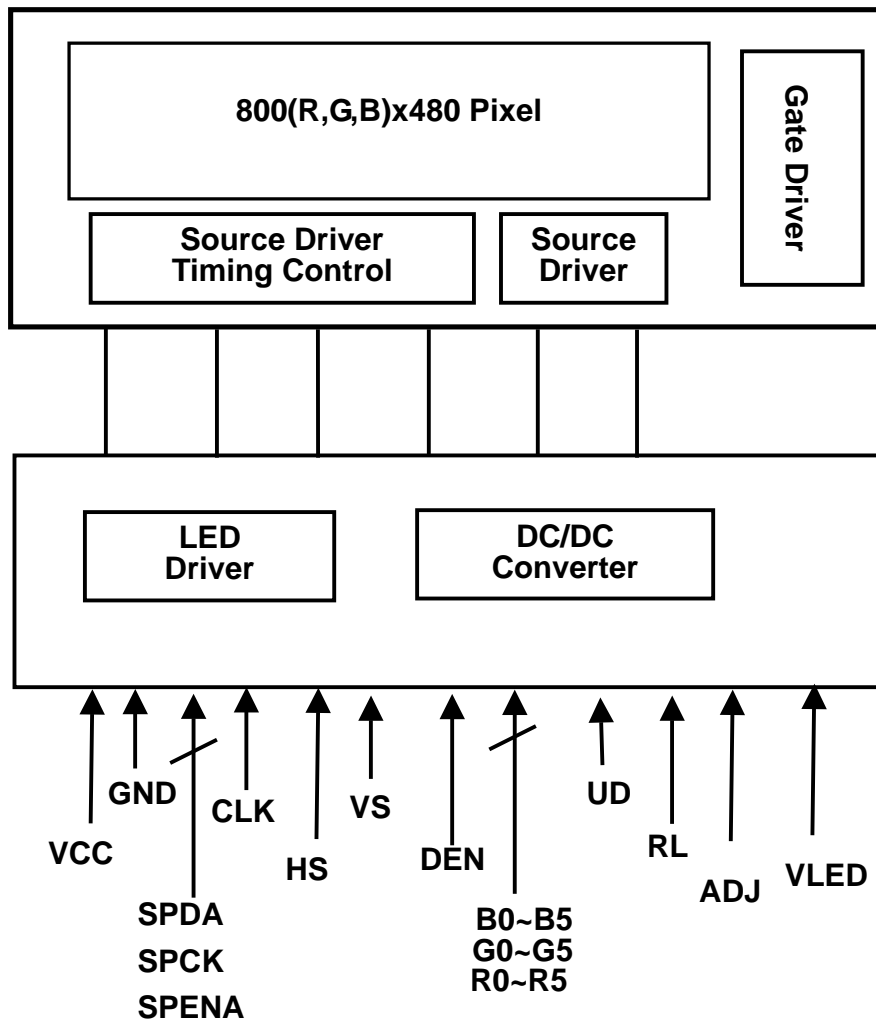 800(R,G,B)x480 Pixel
Gate Driver
Source Driver
Timing Control
Source
Driver
LED
Driver
DC/DC
Converter
VCC
GND
SPDA
SPCK
SPENA
CLK
HS
VS
DEN
B0~B5
G0~G5
R0~R5
UD
RL
ADJ
VLED